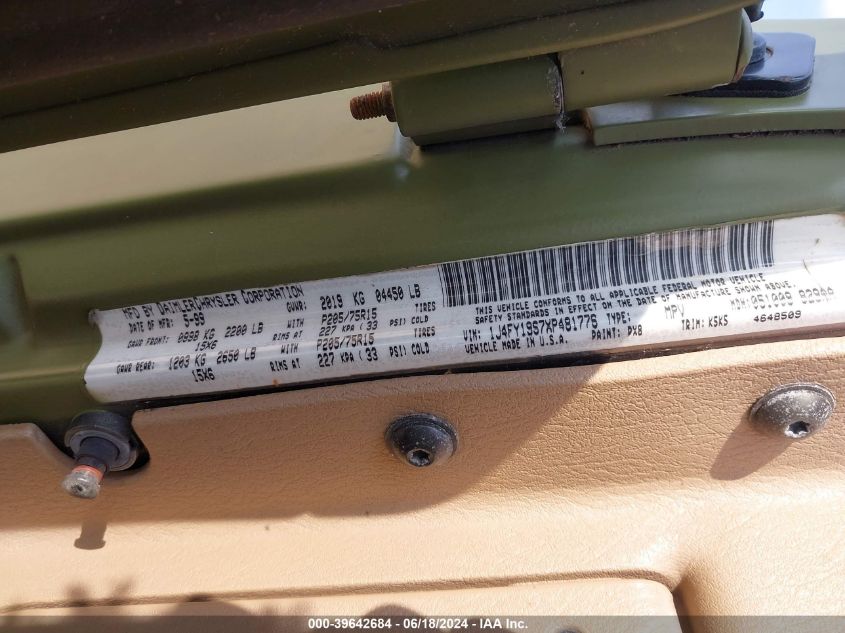 MFD BY DAIMLERCHRYSLER CORPORATION
DATE OF MFR: 5-99 GVWR: 2019 KG 04450 LB
GAWR FRONT: 0998 KG 2200 LB WITH P205/75R15 TIRES
15X6 RIMS AT 227 KPA ( 33 PSI) COLD
GAWR REAR: 1203 KG 2650 LB WITH P205/75R15 TIRES
15X6 RIMS AT 227 KPA ( 33 PSI) COLD
THIS VEHICLE CONFORMS TO ALL APPLICABLE FEDERAL MOTOR VEHICLE
SAFETY STANDARDS IN EFFECT ON THE DATE OF MANUFACTURE SHOWN ABOVE.
VIN: 1J4FY19S7XP481776 TYPE: MPV MDH:
VEHICLE MADE IN U.S.A. PAINT: PX8 TRIM: K5K5 4648509
000-39642684 - 06/18/2024 - IAA Inc.